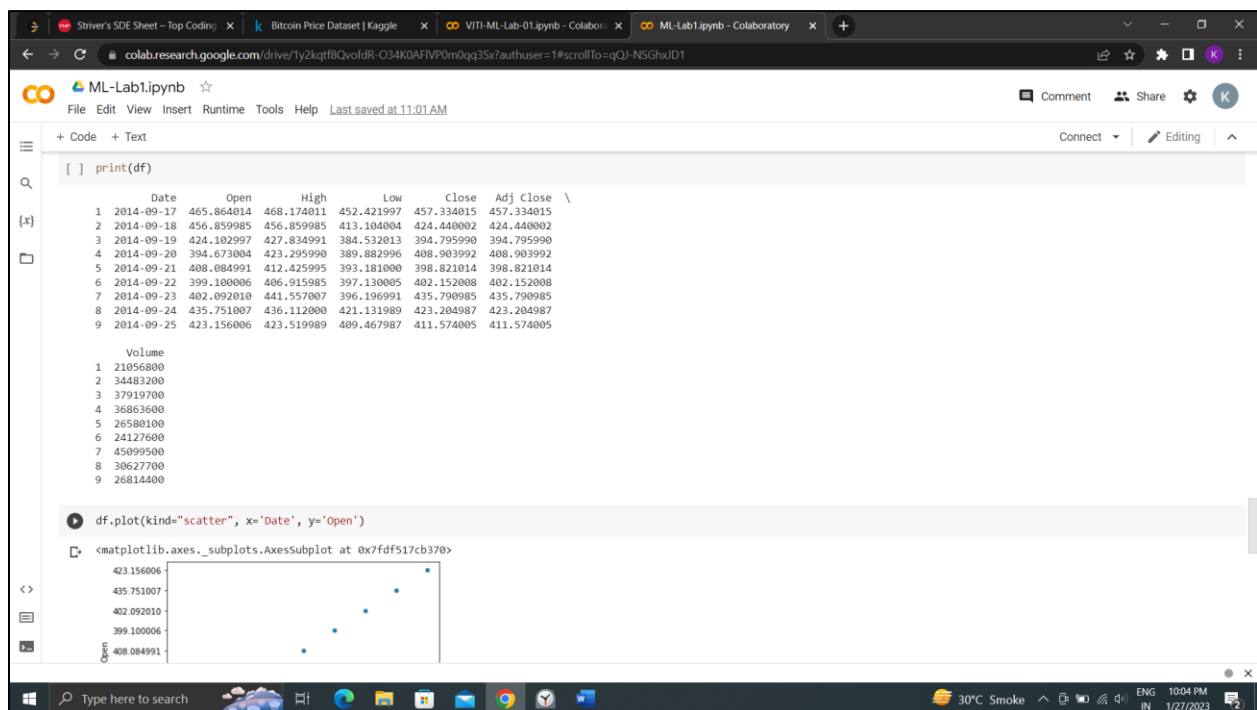 Striver's SDE Sheet – Top Coding
Bitcoin Price Dataset | Kaggle
VJTI-ML-Lab-01.ipynb - Colabora
ML-Lab1.ipynb - Colaboratory
colab.research.google.com/drive/1y2kqtf8QvofdR-O34K0AFlVP0m0qq3Sx?authuser=1#scrollTo=qQJ-NSGhxJD1
ML-Lab1.ipynb
Comment Share K
File Edit View Insert Runtime Tools Help Last saved at 11:01 AM
+ Code + Text Connect Editing
[ ] print(df)
Date Open High Low Close Adj Close \
1 2014-09-17 465.864014 468.174011 452.421997 457.334015 457.334015
2 2014-09-18 456.859985 456.859985 413.104004 424.440002 424.440002
3 2014-09-19 424.102997 427.834991 384.532013 394.795990 394.795990
4 2014-09-20 394.673004 423.295990 389.882996 408.903992 408.903992
5 2014-09-21 408.084991 412.425995 393.181000 398.821014 398.821014
6 2014-09-22 399.100006 406.915985 397.130005 402.152008 402.152008
7 2014-09-23 402.092010 441.557007 396.196991 435.790985 435.790985
8 2014-09-24 435.751007 436.112000 421.131989 423.204987 423.204987
9 2014-09-25 423.156006 423.519989 409.467987 411.574005 411.574005
Volume
1 21056800
2 34483200
3 37919700
4 36863600
5 26580100
6 24127600
7 45099500
8 30627700
9 26814400
df.plot(kind="scatter", x='Date', y='Open')
<matplotlib.axes._subplots.AxesSubplot at 0x7fdf517cb370>
423.156006
435.751007
402.092010
399.100006
408.084991
Open
Type here to search
30°C Smoke
ENG
IN
10:04 PM
1/27/2023